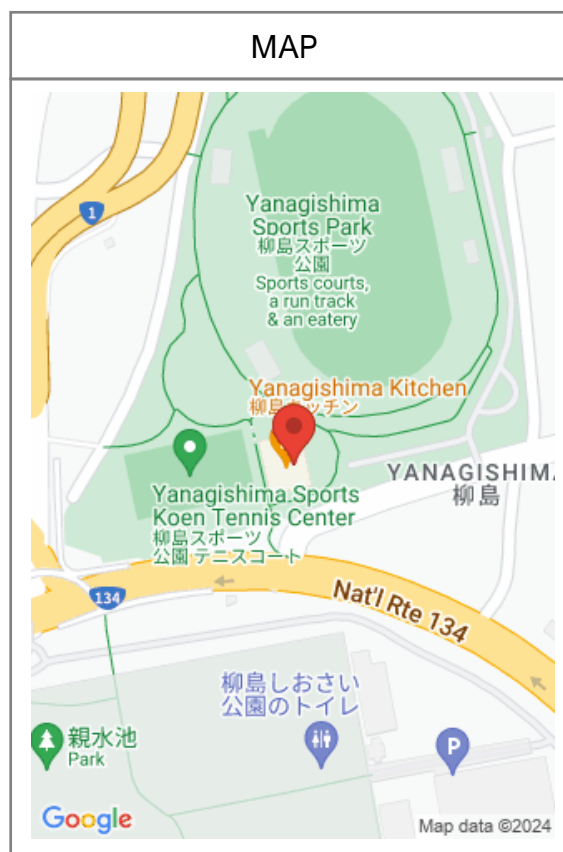 MAP
1
Yanagishima
Sports Park
柳島スポーツ
公園
Sports courts,
a run track
& an eatery
Yanagishima Kitchen
柳島キッチン
YANAGISHIMA
柳島
Yanagishima Sports
Koen Tennis Center
柳島スポーツ
公園 テニスコート
134
Nat'l Rte 134
柳島しおさい
公園のトイレ
親水池
Park
P
Google
Map data ©2024